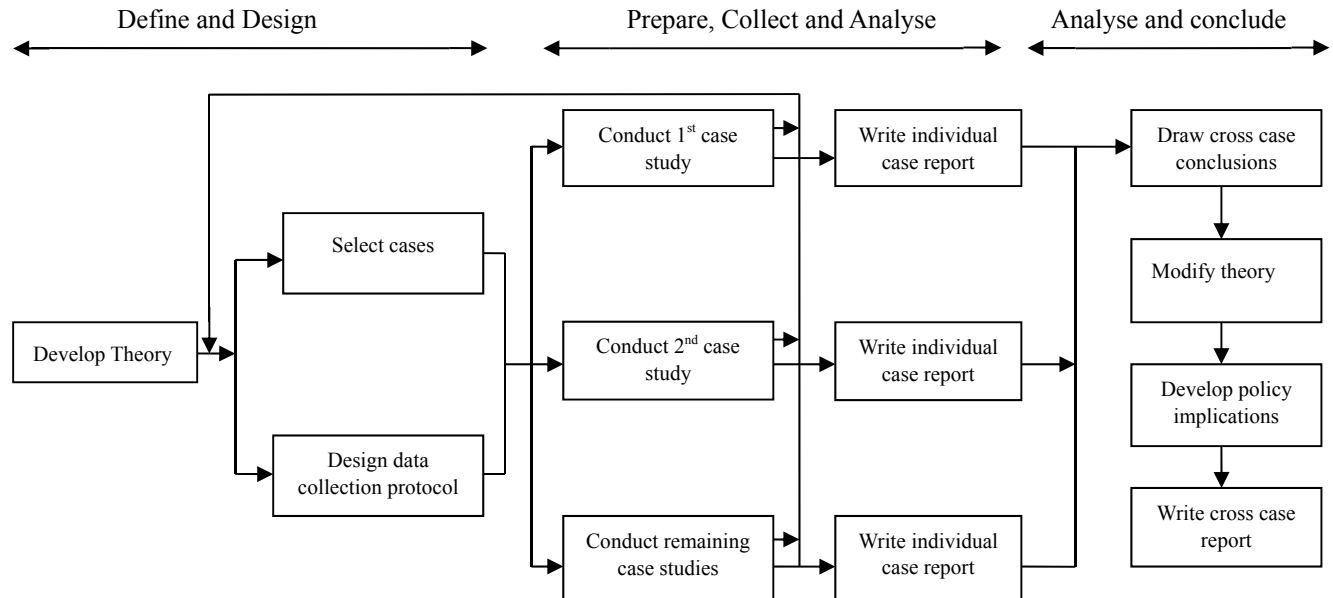 Define and Design
Prepare, Collect and Analyse
Analyse and conclude
Conduct 1st case
study
Write individual
case report
Draw cross case
conclusions
Select cases
Modify theory
Develop Theory
Conduct 2nd case
study
Write individual
case report
Develop policy
implications
Design data
collection protocol
Conduct remaining
case studies
Write individual
case report
Write cross case
report